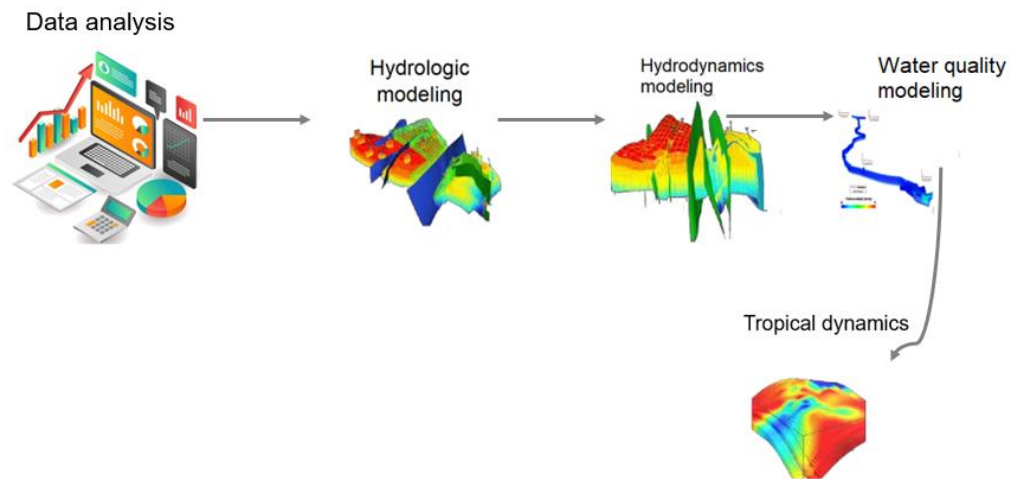 Data analysis
Hydrologic
modeling
Hydrodynamics
modeling
Water quality
modeling
Tropical dynamics